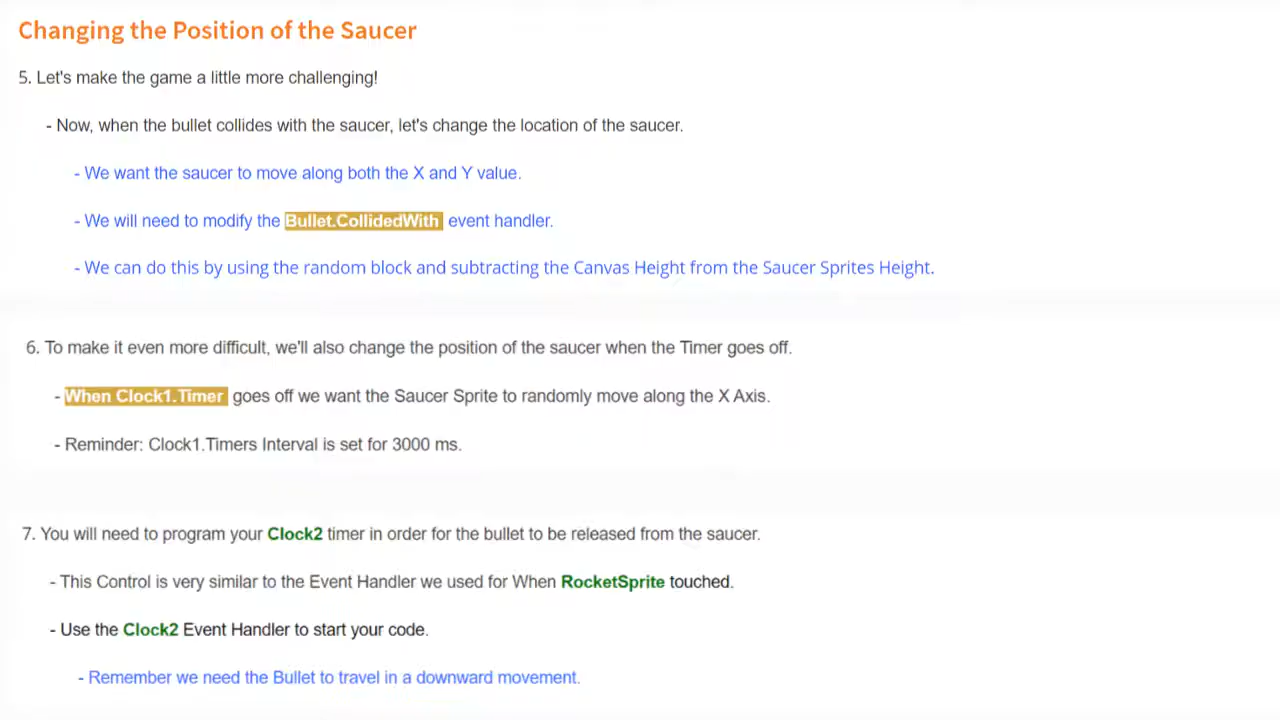 Changing the Position of the Saucer
5. Let's make the game a little more challenging!
- Now, when the bullet collides with the saucer, let's change the location of the saucer.
- We want the saucer to move along both the X and Y value.
- We will need to modify the Bullet.CollidedWith event handler.
- We can do this by using the random block and subtracting the Canvas Height from the Saucer Sprites Height.
6. To make it even more difficult, we'll also change the position of the saucer when the Timer goes off.
- When Clock1.Timer goes off we want the Saucer Sprite to randomly move along the X Axis.
- Reminder: Clock1.Timers Interval is set for 3000 ms.
7. You will need to program your Clock2 timer in order for the bullet to be released from the saucer.
- This Control is very similar to the Event Handler we used for When RocketSprite touched.
- Use the Clock2 Event Handler to start your code.
- Remember we need the Bullet to travel in a downward movement.